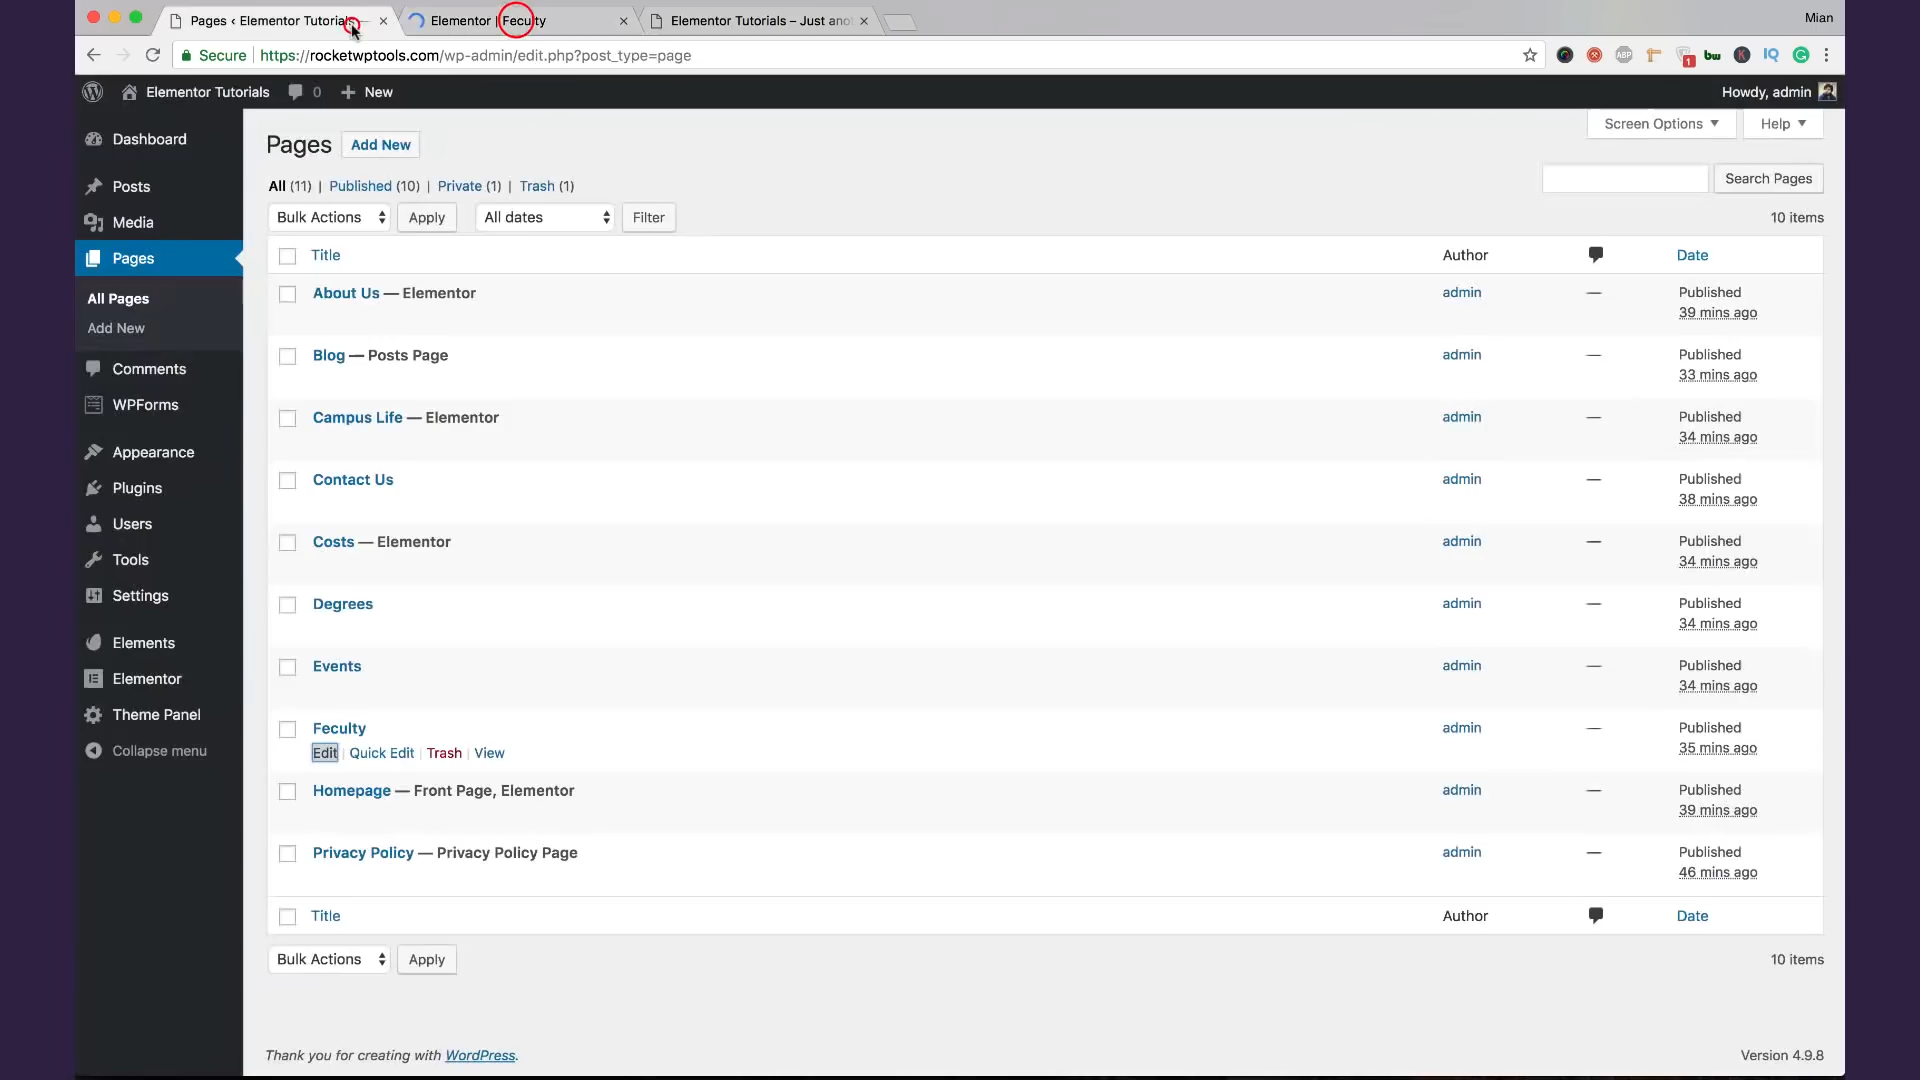 Pages ‹ Elementor Tutorials
Elementor | Feculty
Elementor Tutorials – Just ano
Mian
Secure
https://rocketwptools.com/wp-admin/edit.php?post_type=page
ABP
1
bw
K
IQ
Elementor Tutorials
0
New
Howdy, admin
Dashboard
Posts
Media
Pages
All Pages
Add New
Comments
WPForms
Appearance
Plugins
Users
Tools
Settings
Elements
Elementor
Theme Panel
Collapse menu
Pages
Add New
Screen Options
Help
All (11) | Published (10) | Private (1) | Trash (1)
Search Pages
Bulk Actions
Apply
All dates
Filter
10 items
Title
Author
Date
About Us — Elementor
admin
—
Published
39 mins ago
Blog — Posts Page
admin
—
Published
33 mins ago
Campus Life — Elementor
admin
—
Published
34 mins ago
Contact Us
admin
—
Published
38 mins ago
Costs — Elementor
admin
—
Published
34 mins ago
Degrees
admin
—
Published
34 mins ago
Events
admin
—
Published
34 mins ago
Feculty
Edit | Quick Edit | Trash | View
admin
—
Published
35 mins ago
Homepage — Front Page, Elementor
admin
—
Published
39 mins ago
Privacy Policy — Privacy Policy Page
admin
—
Published
46 mins ago
Title
Author
Date
Bulk Actions
Apply
10 items
Thank you for creating with WordPress.
Version 4.9.8